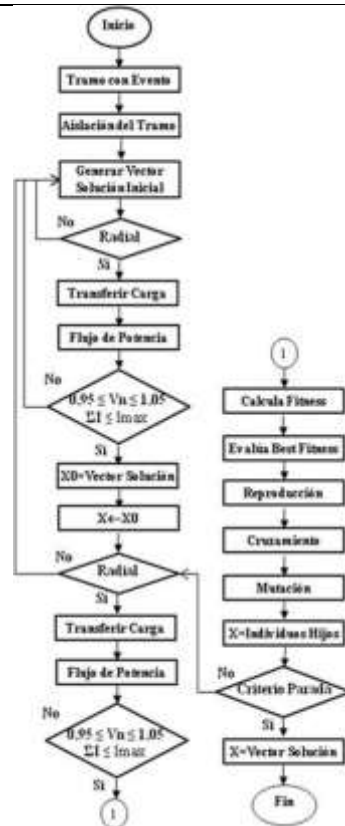 Inicio
Tramo con Evento
Aislación del Tramo
Generar Vector
Solución Inicial
No
Radial
Si
Transferir Carga
Flujo de Potencia
No
0.95 ≤ Vn ≤ 1.05
ΣI ≤ Imax
Si
X0=Vector Solución
X←X0
No
Radial
Si
Transferir Carga
Flujo de Potencia
No
0.95 ≤ Vn ≤ 1.05
ΣI ≤ Imax
Si
1
1
Calcula Fitness
Evalúa Best Fitness
Reproducción
Cruzamiento
Mutación
X=Individuos Hijos
No
Criterio Parada
Si
X=Vector Solución
Fin